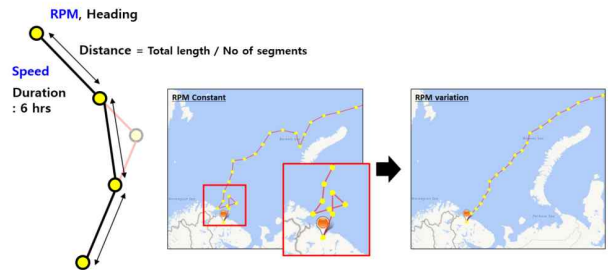 RPM, Heading
Distance = Total length / No of segments
Speed
Duration
: 6 hrs
RPM Constant
RPM variation